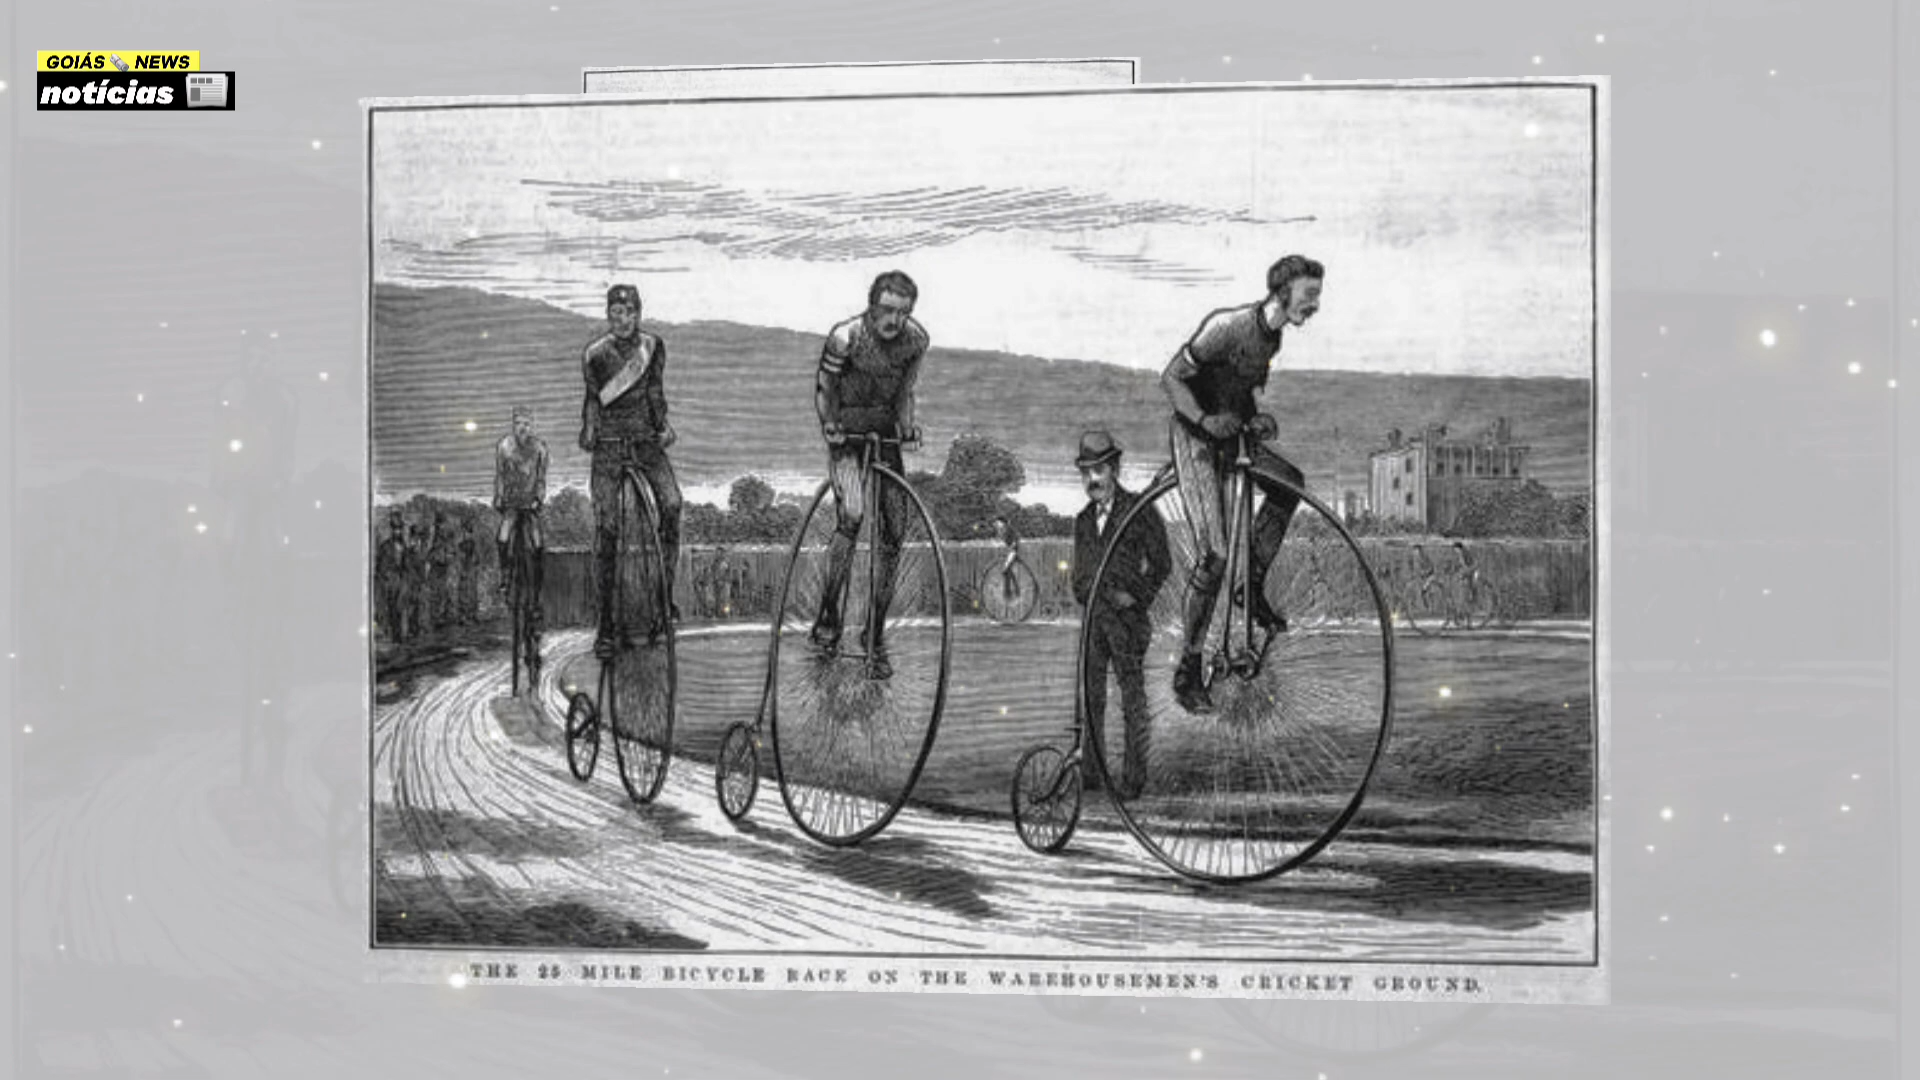 GOIÁS NEWS
notícias
THE 25 MILE BICYCLE RACE ON THE WAREHOUSEMEN'S CRICKET GROUND.